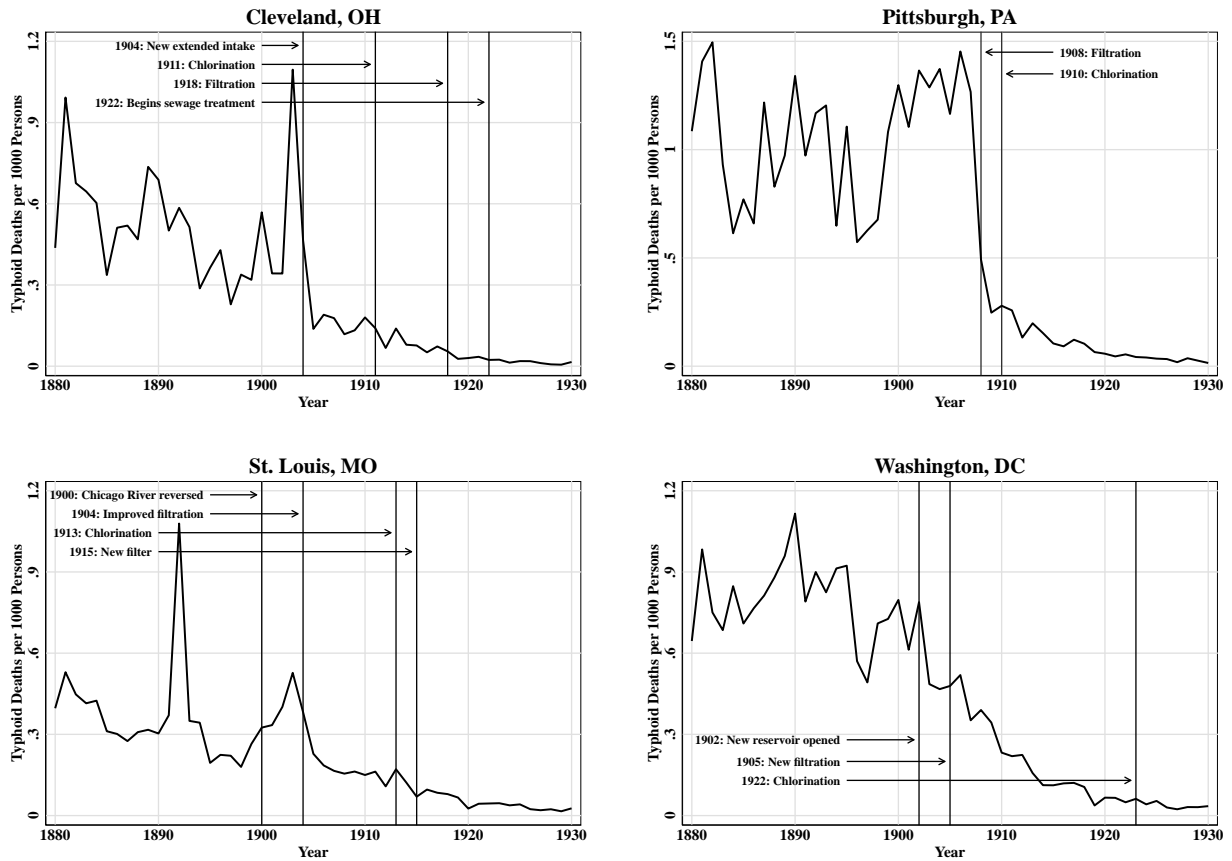 Cleveland, OH
1904: New extended intake
1911: Chlorination
1918: Filtration
1922: Begins sewage treatment
Typhoid Deaths per 1000 Persons
0 .3 .6 .9 1.2
1880 1890 1900 1910 1920 1930
Year
Pittsburgh, PA
1908: Filtration
1910: Chlorination
Typhoid Deaths per 1000 Persons
0 .5 1 1.5
1880 1890 1900 1910 1920 1930
Year
St. Louis, MO
1900: Chicago River reversed
1904: Improved filtration
1913: Chlorination
1915: New filter
Typhoid Deaths per 1000 Persons
0 .3 .6 .9 1.2
1880 1890 1900 1910 1920 1930
Year
Washington, DC
1902: New reservoir opened
1905: New filtration
1922: Chlorination
Typhoid Deaths per 1000 Persons
0 .3 .6 .9 1.2
1880 1890 1900 1910 1920 1930
Year